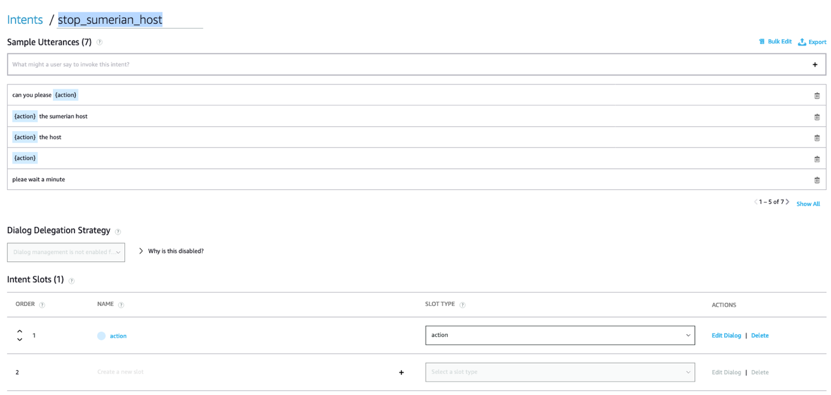 Intents / stop_sumerian_host
Sample Utterances (7) ?
Bulk Edit Export
What might a user say to invoke this intent? +
can you please {action}
{action} the sumerian host
{action} the host
{action}
pleae wait a minute
< 1 – 5 of 7 > Show All
Dialog Delegation Strategy ?
Dialog management is not enabled f... > Why is this disabled?
Intent Slots (1) ?
ORDER ? NAME ? SLOT TYPE ? ACTIONS
1 action action Edit Dialog | Delete
2 Create a new slot + Select a slot type Edit Dialog | Delete